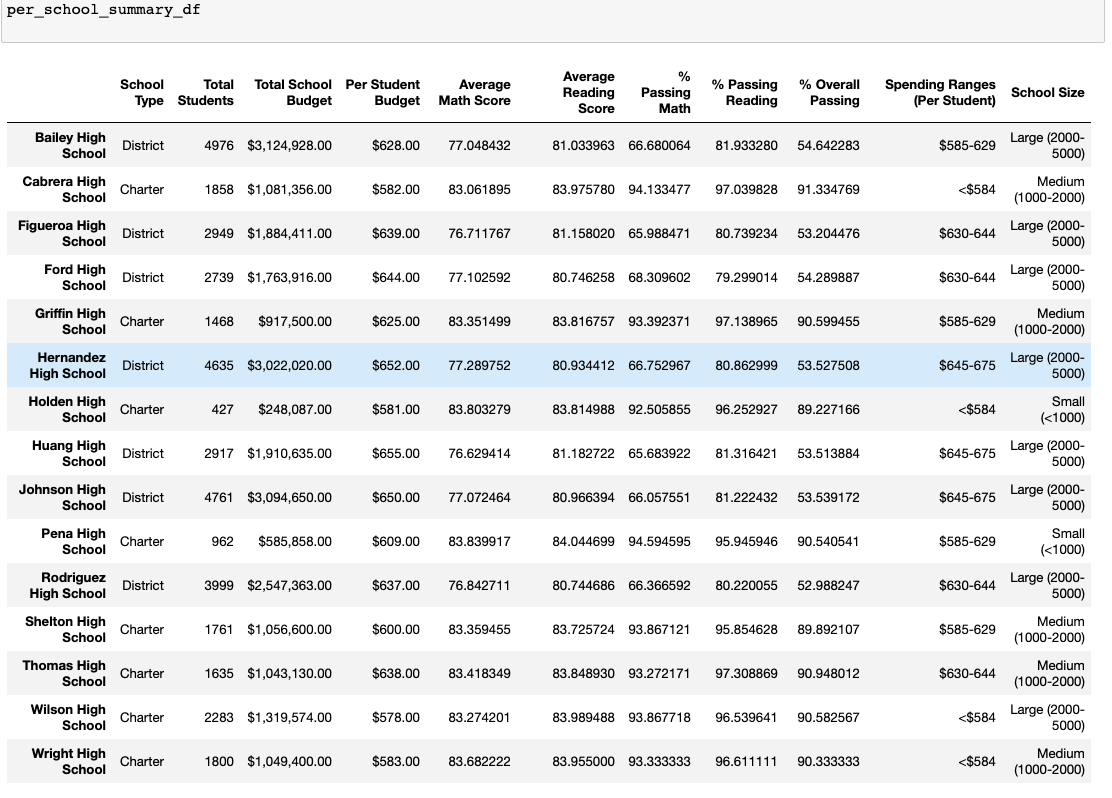 per_school_summary_df
School Type Total Students Total School Budget Per Student Budget Average Math Score Average Reading Score % Passing Math % Passing Reading % Overall Passing Spending Ranges (Per Student) School Size
Bailey High School District 4976 $3,124,928.00 $628.00 77.048432 81.033963 66.680064 81.933280 54.642283 $585-629 Large (2000-5000)
Cabrera High School Charter 1858 $1,081,356.00 $582.00 83.061895 83.975780 94.133477 97.039828 91.334769 <$584 Medium (1000-2000)
Figueroa High School District 2949 $1,884,411.00 $639.00 76.711767 81.158020 65.988471 80.739234 53.204476 $630-644 Large (2000-5000)
Ford High School District 2739 $1,763,916.00 $644.00 77.102592 80.746258 68.309602 79.299014 54.289887 $630-644 Large (2000-5000)
Griffin High School Charter 1468 $917,500.00 $625.00 83.351499 83.816757 93.392371 97.138965 90.599455 $585-629 Medium (1000-2000)
Hernandez High School District 4635 $3,022,020.00 $652.00 77.289752 80.934412 66.752967 80.862999 53.527508 $645-675 Large (2000-5000)
Holden High School Charter 427 $248,087.00 $581.00 83.803279 83.814988 92.505855 96.252927 89.227166 <$584 Small (<1000)
Huang High School District 2917 $1,910,635.00 $655.00 76.629414 81.182722 65.683922 81.316421 53.513884 $645-675 Large (2000-5000)
Johnson High School District 4761 $3,094,650.00 $650.00 77.072464 80.966394 66.057551 81.222432 53.539172 $645-675 Large (2000-5000)
Pena High School Charter 962 $585,858.00 $609.00 83.839917 84.044699 94.594595 95.945946 90.540541 $585-629 Small (<1000)
Rodriguez High School District 3999 $2,547,363.00 $637.00 76.842711 80.744686 66.366592 80.220055 52.988247 $630-644 Large (2000-5000)
Shelton High School Charter 1761 $1,056,600.00 $600.00 83.359455 83.725724 93.867121 95.854628 89.892107 $585-629 Medium (1000-2000)
Thomas High School Charter 1635 $1,043,130.00 $638.00 83.418349 83.848930 93.272171 97.308869 90.948012 $630-644 Medium (1000-2000)
Wilson High School Charter 2283 $1,319,574.00 $578.00 83.274201 83.989488 93.867718 96.539641 90.582567 <$584 Large (2000-5000)
Wright High School Charter 1800 $1,049,400.00 $583.00 83.682222 83.955000 93.333333 96.611111 90.333333 <$584 Medium (1000-2000)